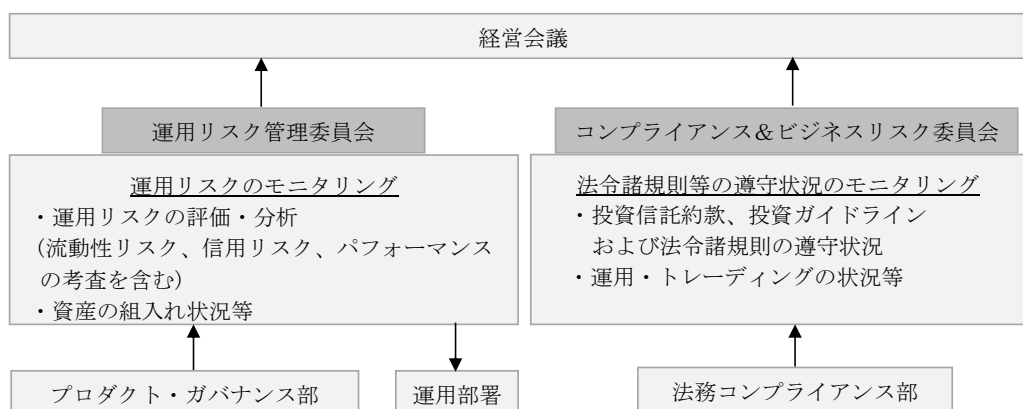 経営会議
運用リスク管理委員会
運用リスクのモニタリング
・運用リスクの評価・分析
(流動性リスク、信用リスク、パフォーマンス
の考査を含む)
・資産の組入れ状況等
コンプライアンス&ビジネスリスク委員会
法令諸規則等の遵守状況のモニタリング
・投資信託約款、投資ガイドライン
および法令諸規則の遵守状況
・運用・トレーディングの状況等
プロダクト・ガバナンス部
運用部署
法務コンプライアンス部